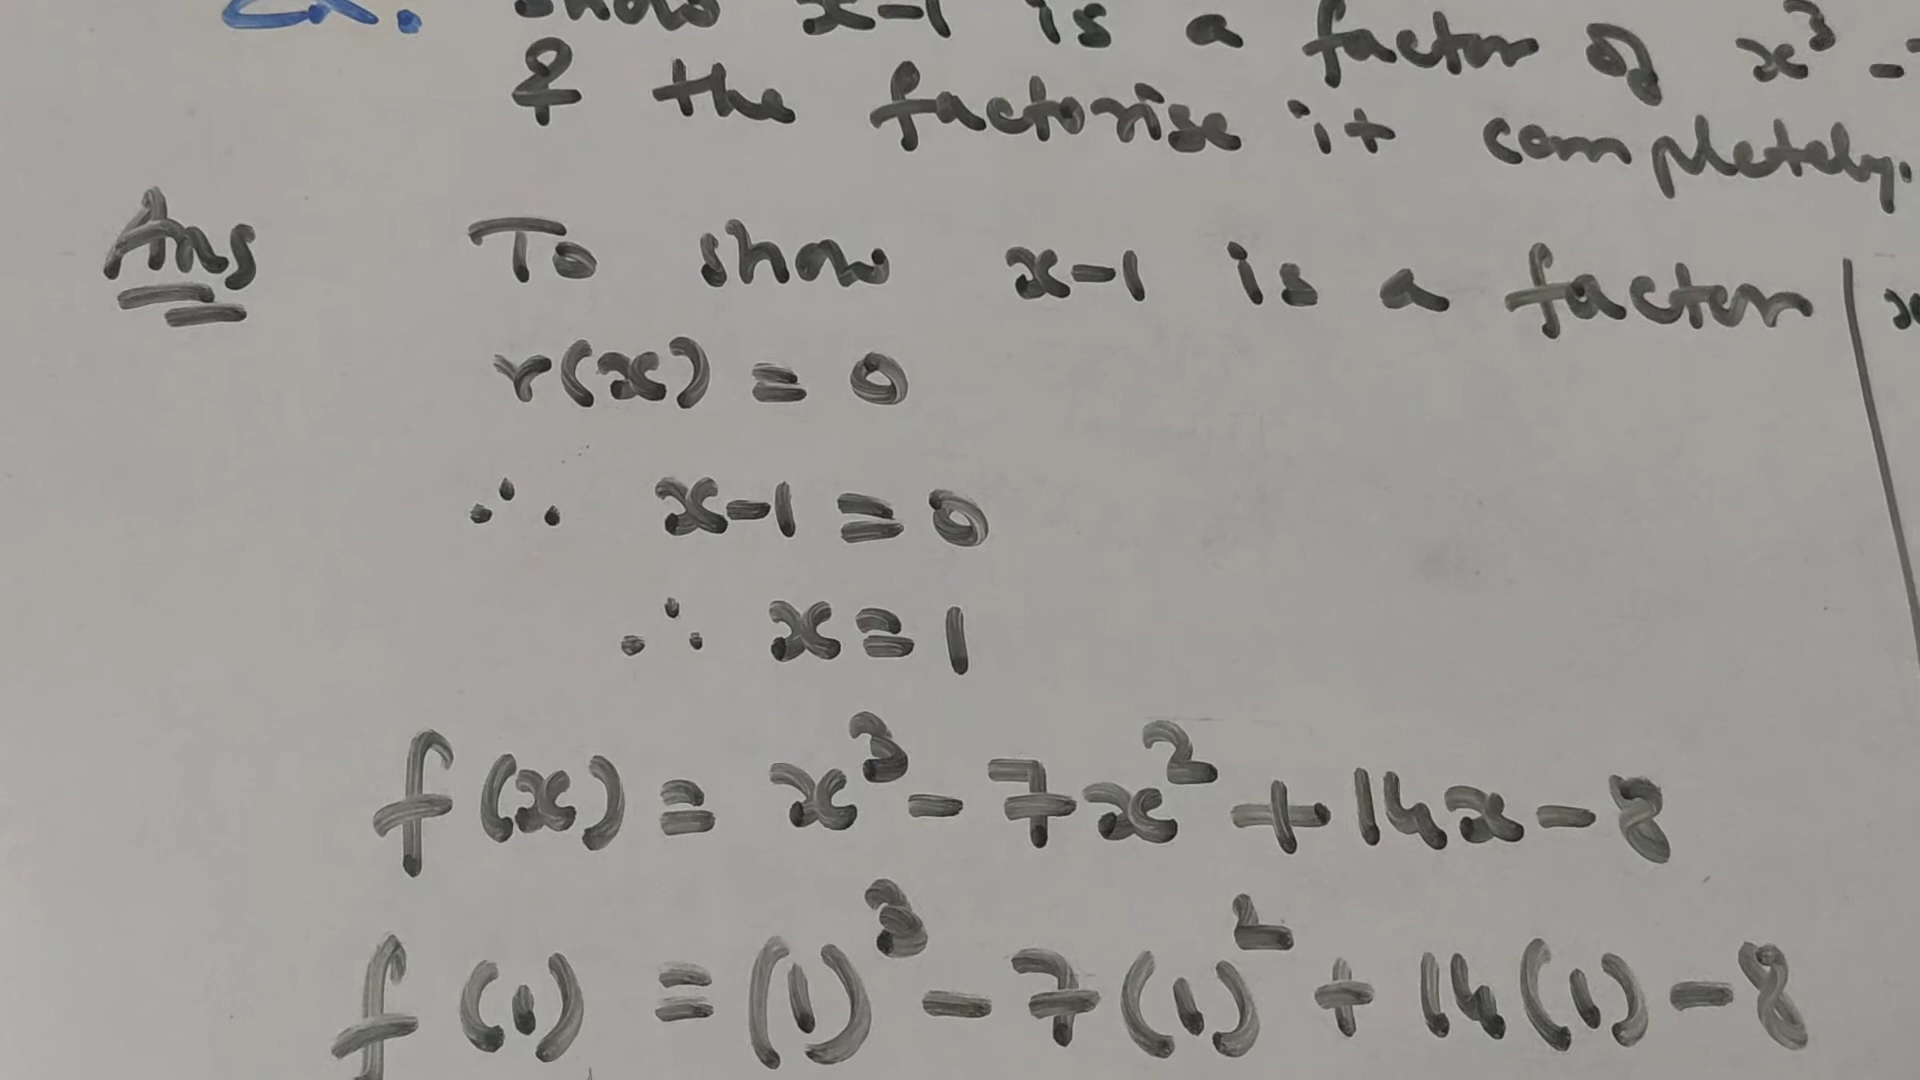 Show x-1 is a factor of x³ -
& the factorise it completely.
Ans To show x-1 is a factor
r(x) = 0
∴ x-1 = 0
∴ x = 1
f(x) = x³ - 7x² + 14x - 8
f(1) = (1)³ - 7(1)² + 14(1) - 8